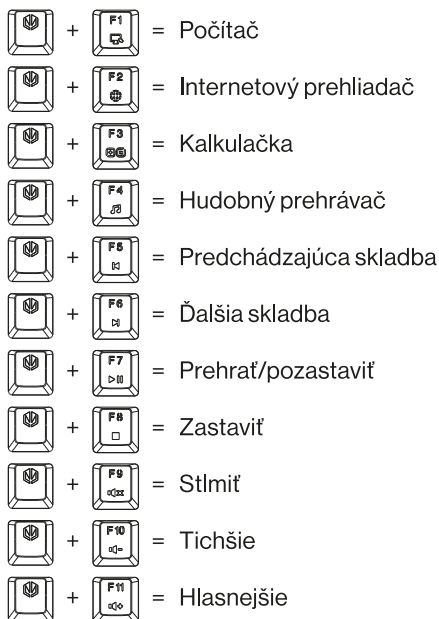 + F1 = Počítač
+ F2 = Internetový prehliadač
+ F3 = Kalkulačka
+ F4 = Hudobný prehrávač
+ F5 = Predchádzajúca skladba
+ F6 = Ďalšia skladba
+ F7 = Prehrať/pozastaviť
+ F8 = Zastaviť
+ F9 = Stlmiť
+ F10 = Tichšie
+ F11 = Hlasnejšie